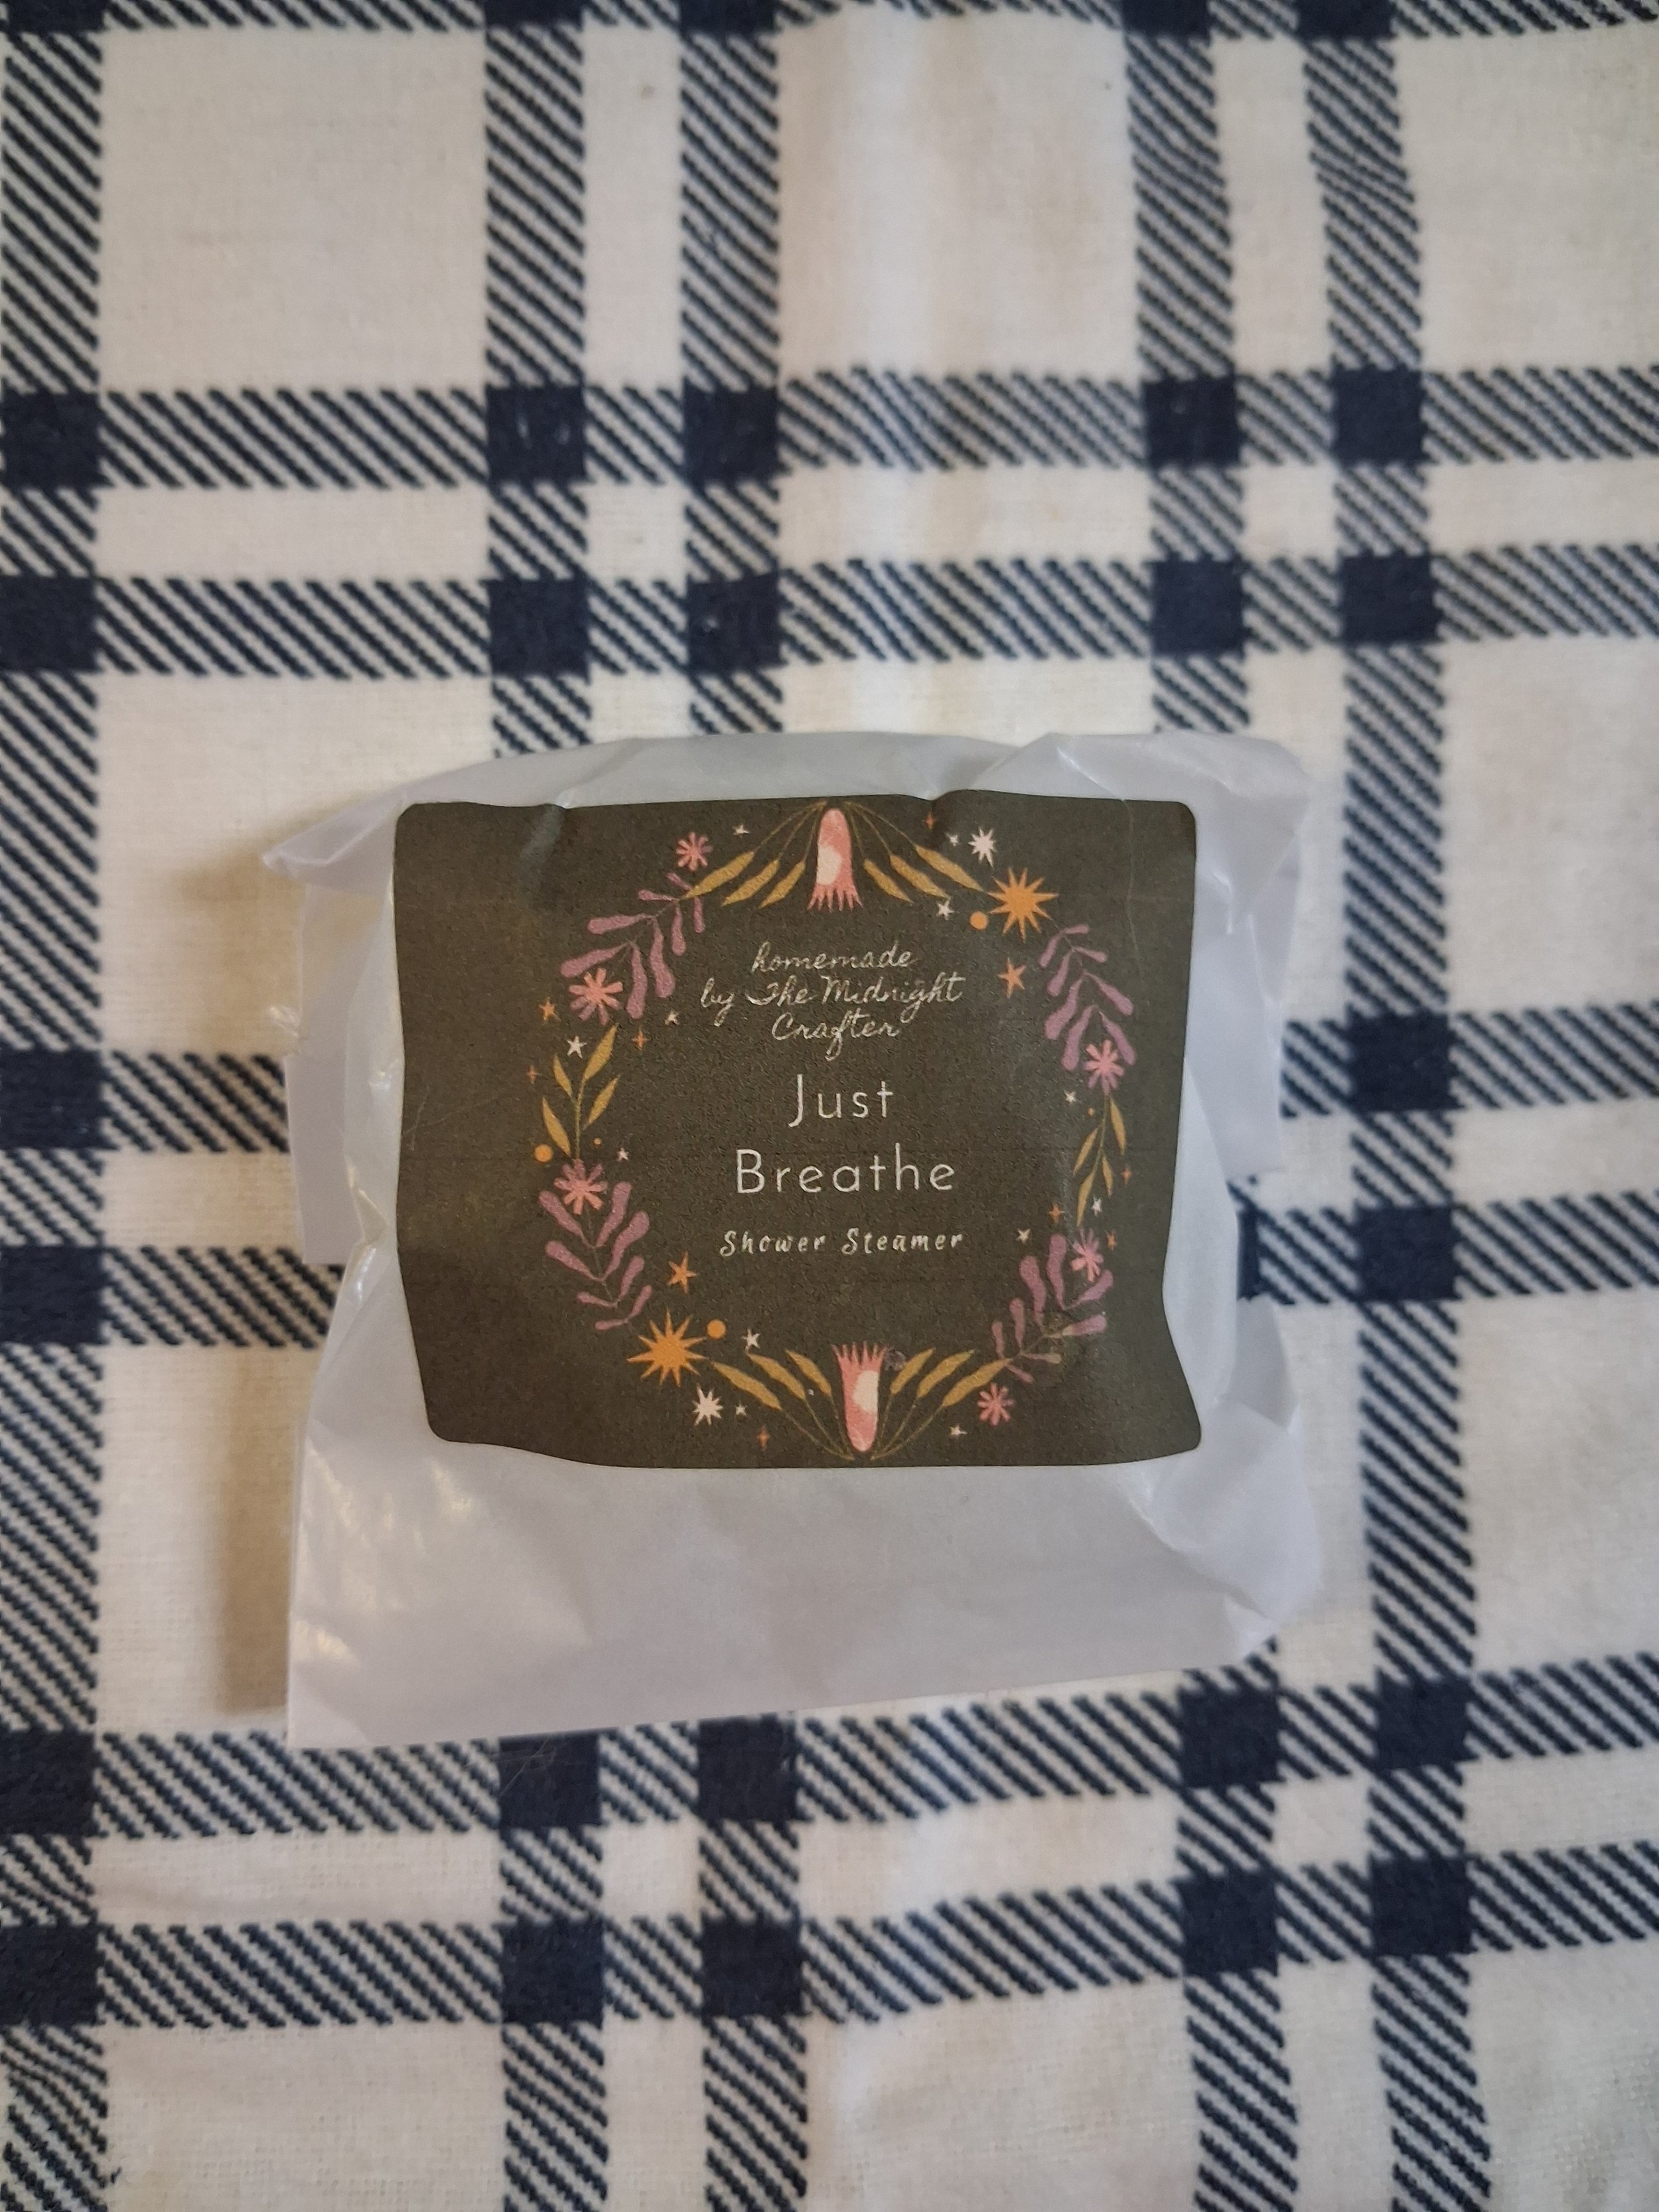 homemade
by The Midnight
Crafter
Just
Breathe
Shower Steamer